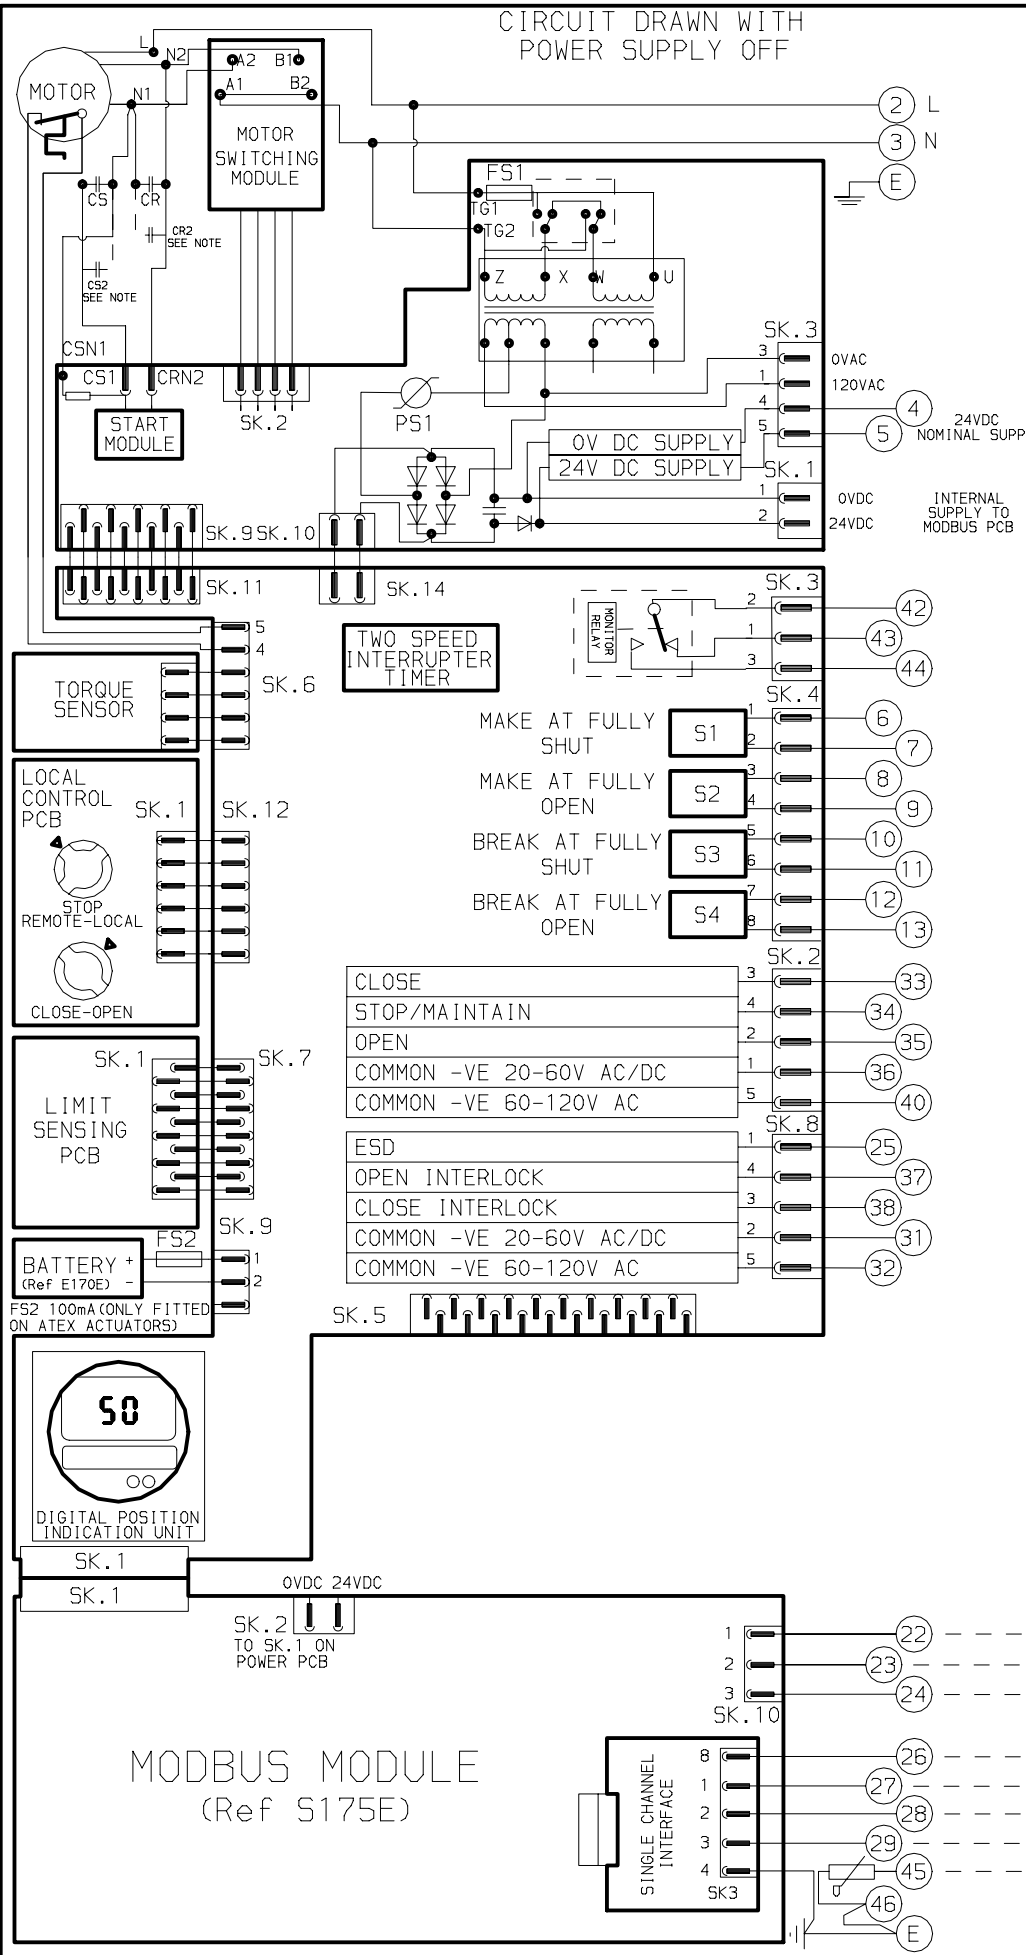 CIRCUIT DRAWN WITH
POWER SUPPLY OFF
L
N2
A2
B1
MOTOR
N1
A1
B2
2 L
MOTOR
SWITCHING
MODULE
3 N
FS1
E
CS
CR
TG1
TG2
CR2
SEE NOTE
CS2
SEE NOTE
Z
X
W
U
SK.3
CSN1
3
0VAC
CS1
CRN2
1
120VAC
START
MODULE
SK.2
PS1
4
4
24VDC
NOMINAL SUPP
5
5
0V DC SUPPLY
24V DC SUPPLY
SK.1
1
0VDC
2
24VDC
INTERNAL
SUPPLY TO
MODBUS PCB
SK.9
SK.10
SK.11
SK.14
SK.3
MONITOR
RELAY
2
42
1
43
3
44
TWO SPEED
INTERRUPTER
TIMER
5
4
SK.6
TORQUE
SENSOR
SK.4
MAKE AT FULLY
SHUT
S1
1
6
2
7
MAKE AT FULLY
OPEN
S2
3
8
4
9
BREAK AT FULLY
SHUT
S3
5
10
6
11
BREAK AT FULLY
OPEN
S4
7
12
8
13
LOCAL
CONTROL
PCB
SK.1
SK.12
STOP
REMOTE-LOCAL
CLOSE-OPEN
SK.2
CLOSE
3
33
STOP/MAINTAIN
4
34
OPEN
2
35
COMMON -VE 20-60V AC/DC
1
36
COMMON -VE 60-120V AC
5
40
SK.1
SK.7
LIMIT
SENSING
PCB
SK.8
ESD
1
25
OPEN INTERLOCK
4
37
CLOSE INTERLOCK
3
38
COMMON -VE 20-60V AC/DC
2
31
COMMON -VE 60-120V AC
5
32
SK.9
FS2
BATTERY +
(Ref E170E) -
1
2
FS2 100mA(ONLY FITTED
ON ATEX ACTUATORS)
SK.5
50
DIGITAL POSITION
INDICATION UNIT
SK.1
SK.1
0VDC 24VDC
SK.2
TO SK.1 ON
POWER PCB
1
22
2
23
3
24
SK.10
MODBUS MODULE
(Ref S175E)
SINGLE CHANNEL
INTERFACE
8
26
1
27
2
28
3
29
4
45
SK3
U
46
E